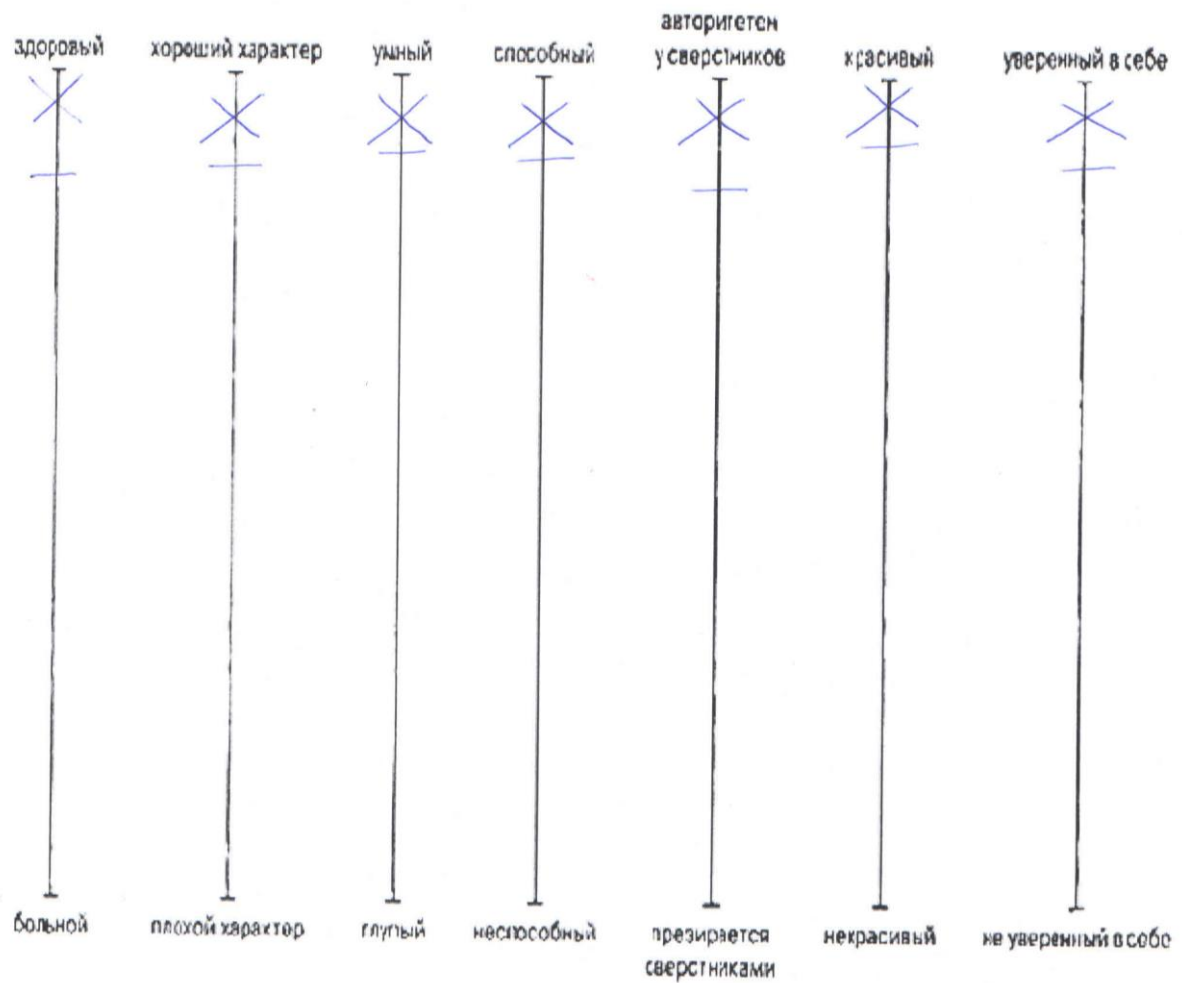 здоровый
хороший характер
умный
способный
авторитетом
у сверстников
красивый
уверенный в себе
больной
плохой характер
глупый
неспособный
презирается
сверстниками
некрасивый
не уверенный в себе